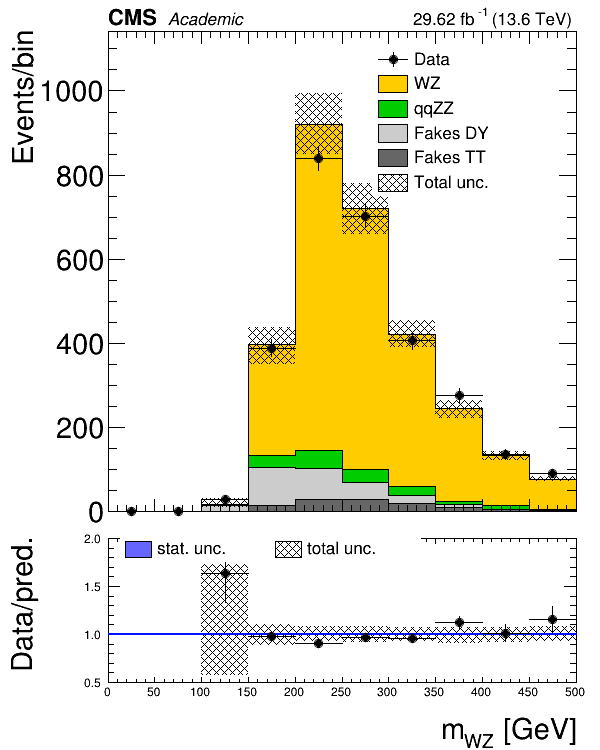 CMS Academic 29.62 fb⁻¹ (13.6 TeV)
Events/bin
1000
800
600
400
200
0
Data
WZ
qqZZ
Fakes DY
Fakes TT
Total unc.
Data/pred.
2.0
1.5
1.0
0.5
stat. unc. total unc.
0 50 100 150 200 250 300 350 400 450 500
m_WZ [GeV]